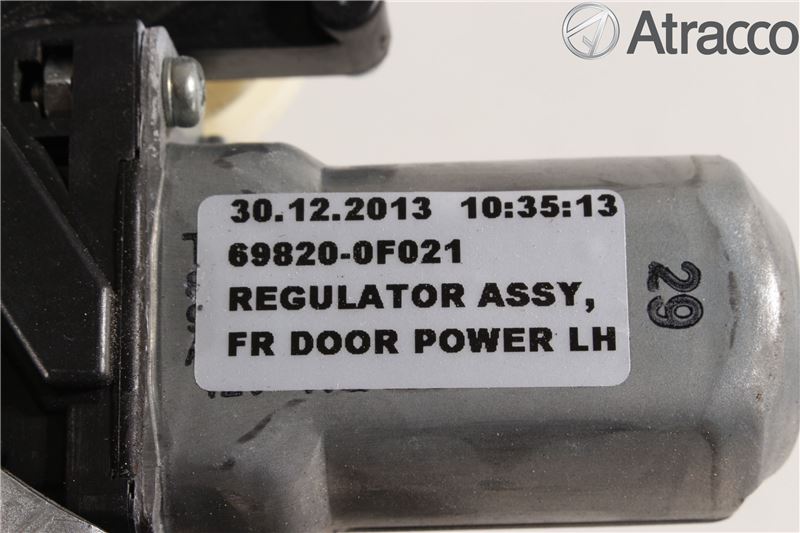 Atracco
30.12.2013 10:35:13
69820-0F021
REGULATOR ASSY,
FR DOOR POWER LH
29